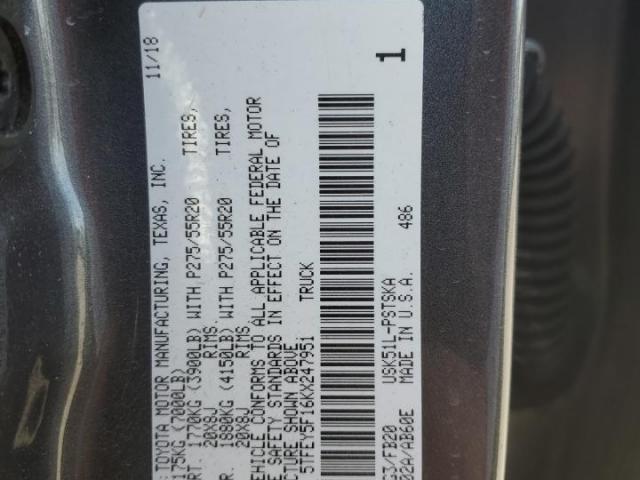 11/18
: TOYOTA MOTOR MANUFACTURING, TEXAS, INC.
175KG (7000LB)
RT. 1770KG (3900LB) WITH P275/55R20 TIRES,
20X8J RIMS,
R. 1880KG (4150LB) WITH P275/55R20 TIRES,
20X8J RIMS.
EHICLE CONFORMS TO ALL APPLICABLE FEDERAL MOTOR
E SAFETY STANDARDS IN EFFECT ON THE DATE OF
CTURE SHOWN ABOVE.
5TFEY5F16KX247951 TRUCK
1
G3/FB20 USK51L-PSTSKA
02A/AB60E MADE IN U.S.A. 486